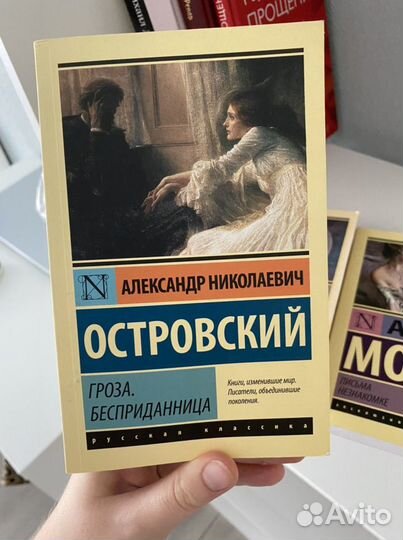 ПРОЩЕН
N
АЛЕКСАНДР НИКОЛАЕВИЧ
ОСТРОВСКИЙ
ГРОЗА.
БЕСПРИДАННИЦА
Книги, изменившие мир.
Писатели, объединившие
поколения.
русская классика
N
А
МО
ПИСЬМА
НЕЗНАКОМКЕ
Avito